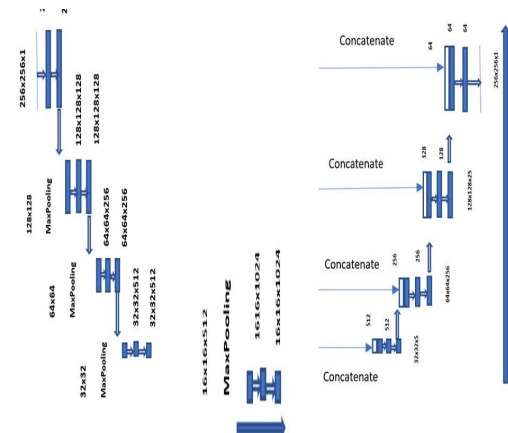 256x256x1
128x128x128
128x128x128
128x128
MaxPooling
64x64x256
64x64x256
64x64
MaxPooling
32x32x512
32x32x512
32x32
MaxPooling
16x16x512
MaxPooling
1616x1024
16x16x1024
Concatenate
64
64
64
256x256x1
Concatenate
128
128
128x128x25
Concatenate
256
256
64x64x256
Concatenate
512
512
32x32x5